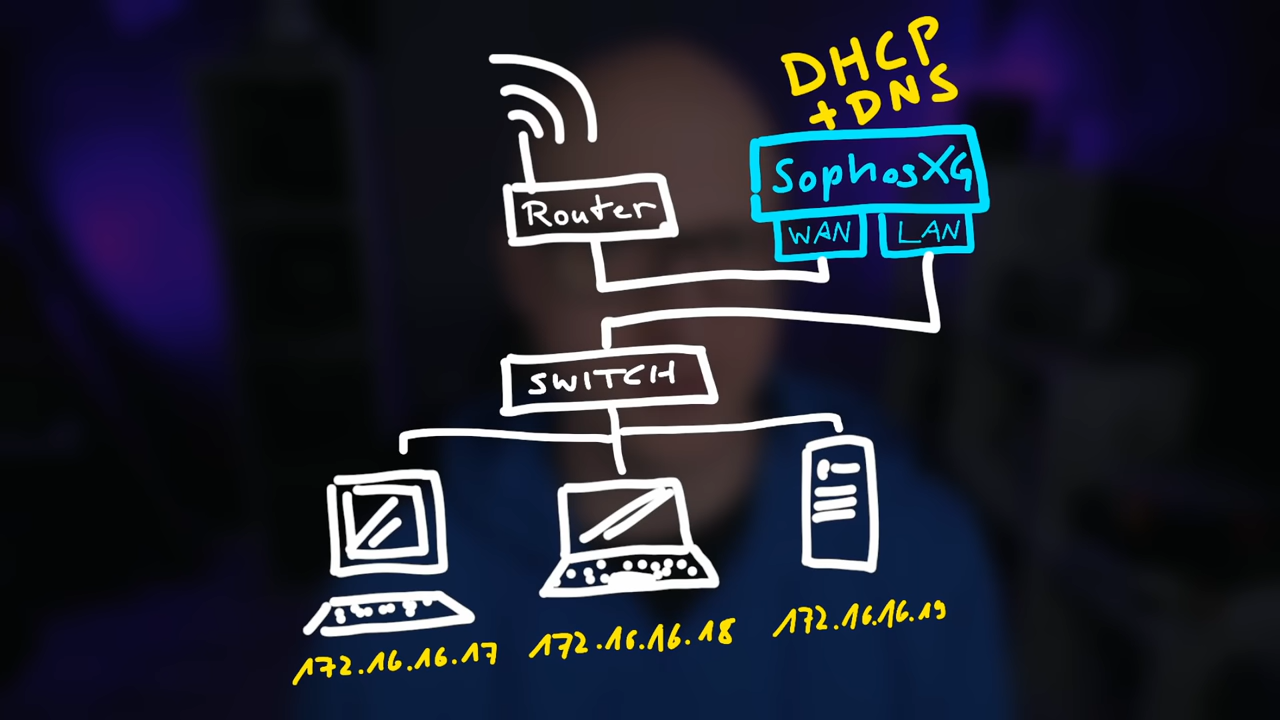 DHCP
+DNS
SophosXG
Router
WAN
LAN
SWITCH
172.16.16.17
172.16.16.18
172.16.16.19